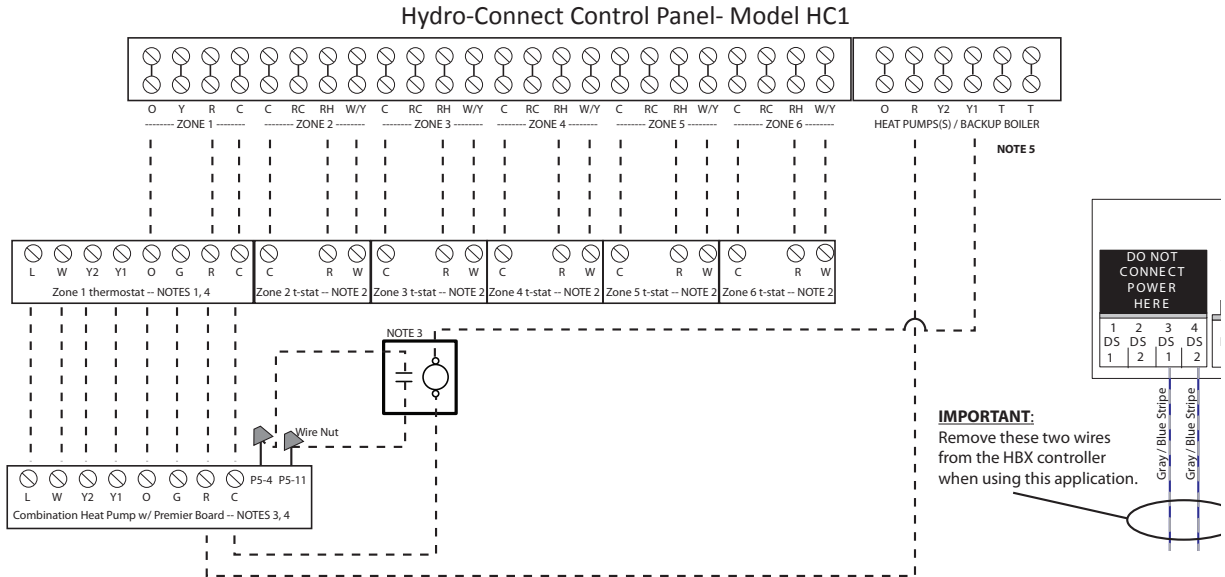 Hydro-Connect Control Panel- Model HC1
O Y R C C RC RH W/Y C RC RH W/Y C RC RH W/Y C RC RH W/Y C RC RH W/Y O R Y2 Y1 T T
-------- ZONE 1 -------- -------- ZONE 2 -------- -------- ZONE 3 -------- -------- ZONE 4 -------- -------- ZONE 5 -------- -------- ZONE 6 -------- HEAT PUMPS(S) / BACKUP BOILER
NOTE 5
L W Y2 Y1 O G R C C R W C R W C R W C R W C R W
Zone 1 thermostat -- NOTES 1, 4 Zone 2 t-stat -- NOTE 2 Zone 3 t-stat -- NOTE 2 Zone 4 t-stat -- NOTE 2 Zone 5 t-stat -- NOTE 2 Zone 6 t-stat -- NOTE 2
DO NOT
CONNECT
POWER
HERE
1 2 3 4
DS DS DS DS
1 2 1 2
NOTE 3
Wire Nut
Gray / Blue Stripe
Gray / Blue Stripe
IMPORTANT:
Remove these two wires
from the HBX controller
when using this application.
P5-4 P5-11
L W Y2 Y1 O G R C
Combination Heat Pump w/ Premier Board -- NOTES 3, 4